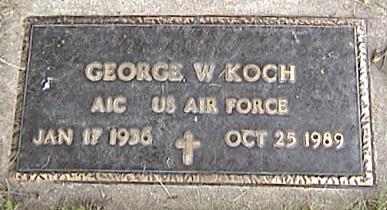 GEORGE W KOCH
A1C US AIR FORCE
JAN 17 1936 OCT 25 1989